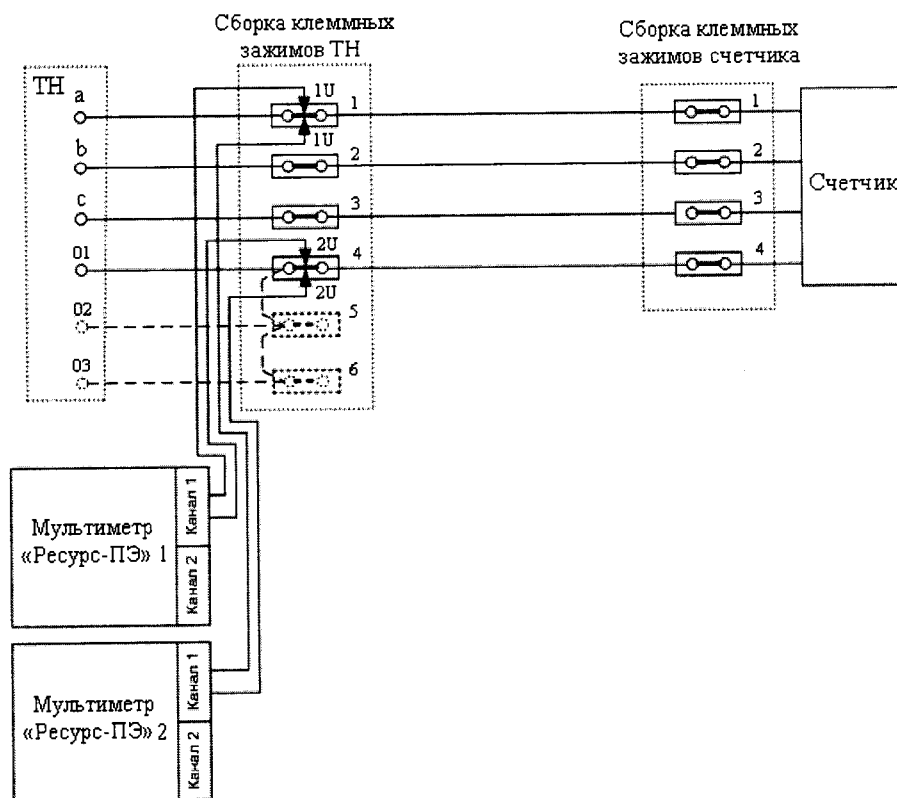 Сборка клеммных
зажимов ТН
Сборка клеммных
зажимов счетчика
ТН
a
b
c
01
02
03
1U
1
1U
2
3
2U
4
2U
5
6
1
2
3
4
Счетчик
Мультиметр
«Ресурс-ПЭ» 1
Канал 1
Канал 2
Мультиметр
«Ресурс-ПЭ» 2
Канал 1
Канал 2